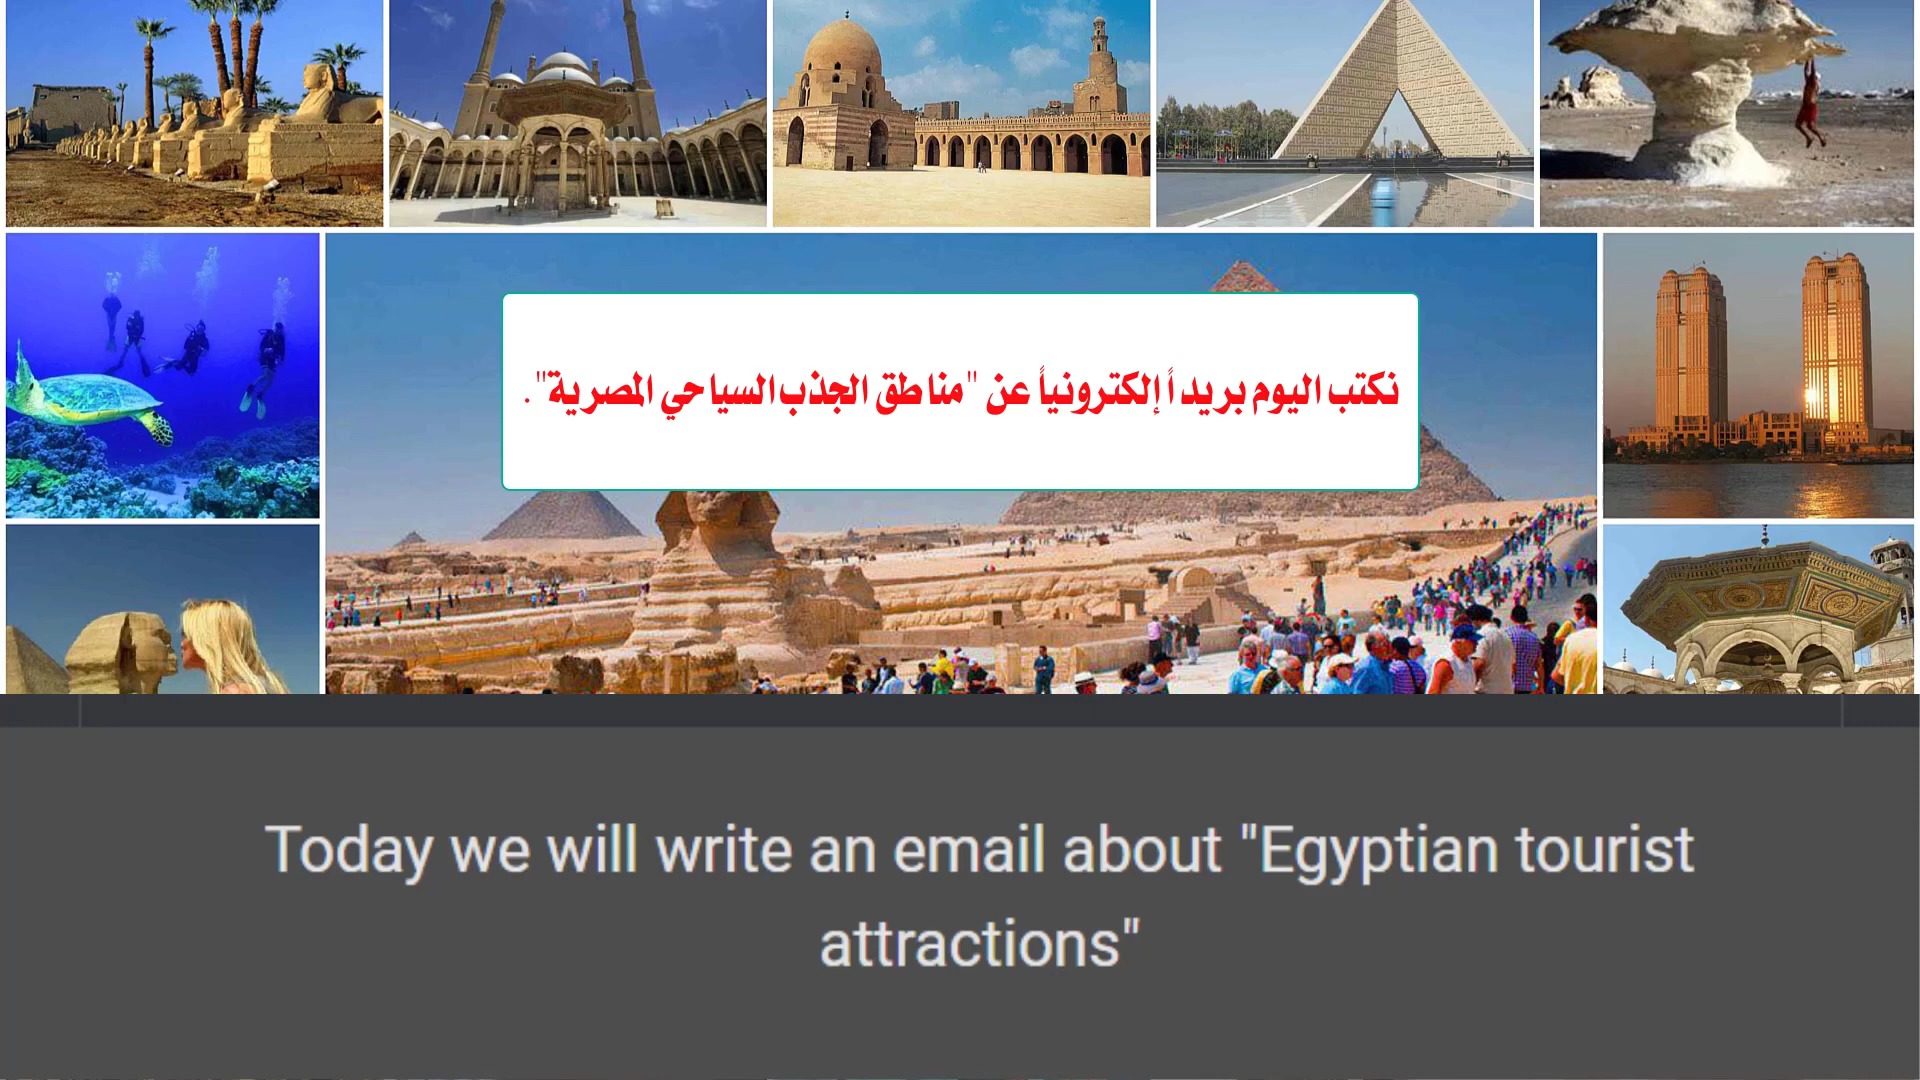 نكتب اليوم بريداً إلكترونياً عن "مناطق الجذب السياحي المصرية".
Today we will write an email about "Egyptian tourist
attractions"